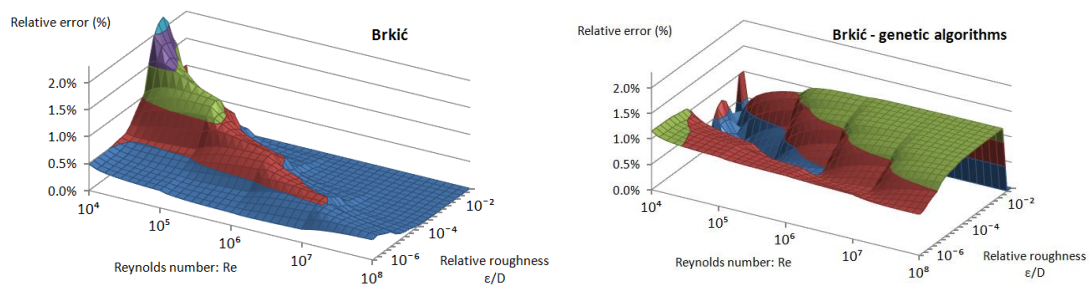 Relative error (%)
Brkić
2.0%
1.5%
1.0%
0.5%
0.0%
10⁴
10⁵
10⁶
10⁷
10⁸
10⁻⁶
10⁻⁴
10⁻²
Reynolds number: Re
Relative roughness
ε/D
Relative error (%)
Brkić - genetic algorithms
2.0%
1.5%
1.0%
0.5%
0.0%
10⁴
10⁵
10⁶
10⁷
10⁸
10⁻⁶
10⁻⁴
10⁻²
Reynolds number: Re
Relative roughness
ε/D